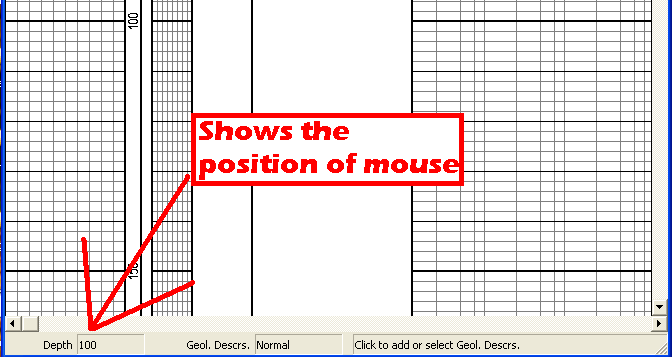 100
Shows the
position of mouse
150
Depth 100 Geol. Descrs. Normal Click to add or select Geol. Descrs.